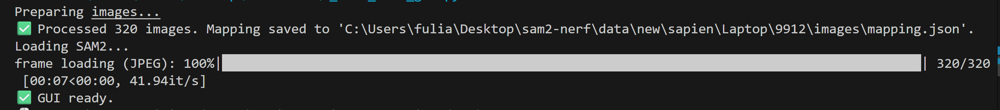 Preparing images...
✅ Processed 320 images. Mapping saved to 'C:\Users\fulia\Desktop\sam2-nerf\data\new\sapien\Laptop\9912\images\mapping.json'.
Loading SAM2...
frame loading (JPEG): 100%|██████████| 320/320
[00:07<00:00, 41.94it/s]
✅ GUI ready.